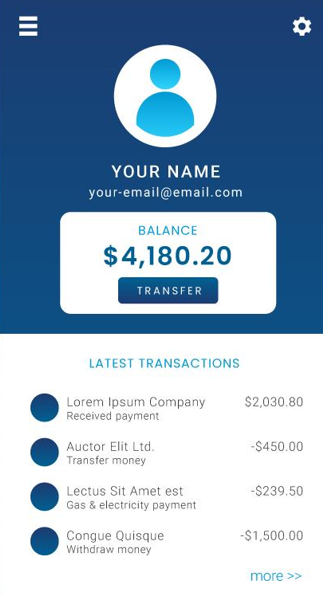 YOUR NAME
your-email@email.com
BALANCE
$4,180.20
TRANSFER
LATEST TRANSACTIONS
Lorem Ipsum Company $2,030.80
Received payment
Auctor Elit Ltd. -$450.00
Transfer money
Lectus Sit Amet est -$239.50
Gas & electricity payment
Congue Quisque -$1,500.00
Withdraw money
more >>